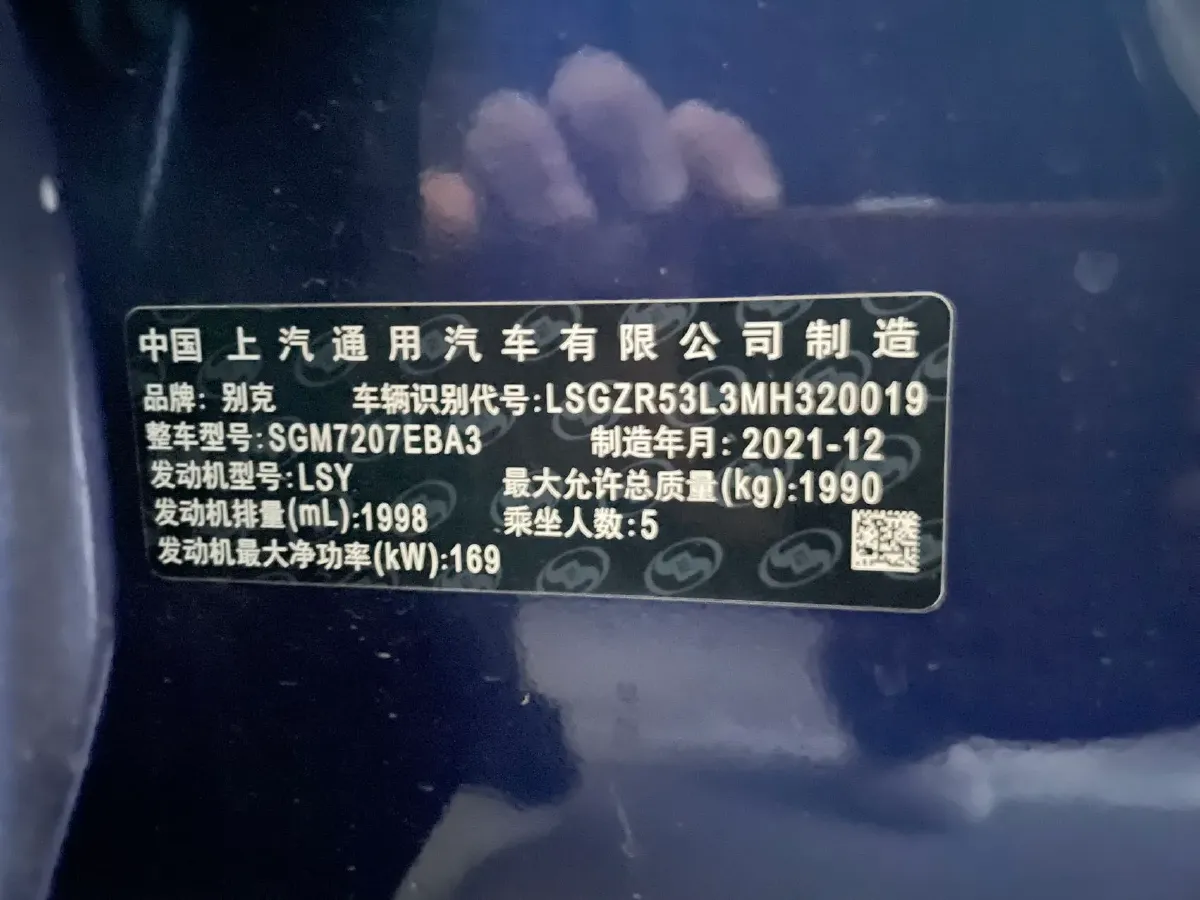 中国 上汽通用汽车有限公司制造
品牌: 别克 车辆识别代号:LSGZR53L3MH320019
整车型号:SGM7207EBA3 制造年月: 2021-12
发动机型号:LSY 最大允许总质量(kg):1990
发动机排量(mL):1998 乘坐人数:5
发动机最大净功率(kW):169